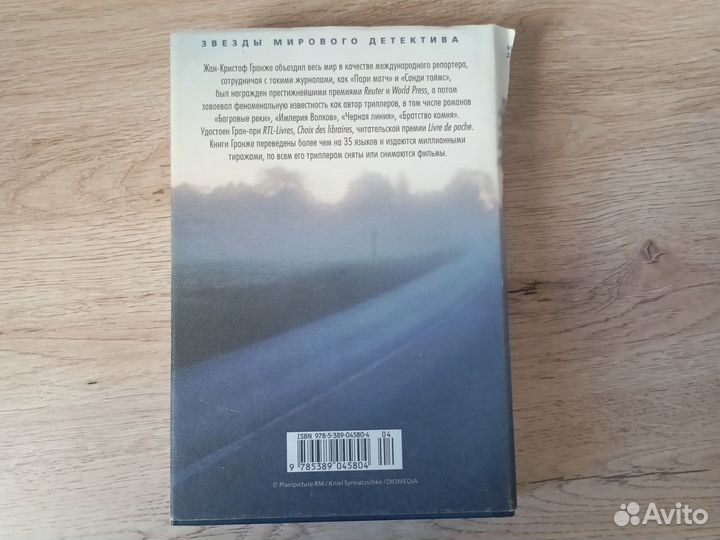 ЗВЕЗДЫ МИРОВОГО ДЕТЕКТИВА
Жан-Кристоф Гранже объездил весь мир в качестве международного репортера,
сотрудничая с такими журналами, как «Пари матч» и «Санди таймс»,
был награжден престижнейшими премиями Reuter и World Press, а потом
завоевал феноменальную известность как автор триллеров, в том числе романов
«Багровые реки», «Империя Волков», «Черная линия», «Братство камня».
Удостоен Гран-при RTL-Livres, Choix des libraires, читательской премии Livre de poche.
Книги Гранже переведены более чем на 35 языков и издаются миллионными
тиражами, по всем его триллерам сняты или снимаются фильмы.
ISBN 978-5-389-04580-4
04
9 785389 045804
© Plainpicture RM / Kniel Synnatzschke / DIOMEDIA
Avito